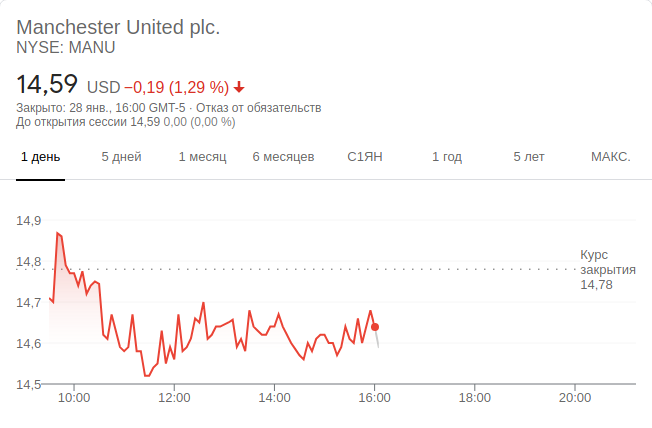 Manchester United plc.
NYSE: MANU
14,59 USD −0,19 (1,29 %)
Закрыто: 28 янв., 16:00 GMT-5 · Отказ от обязательств
До открытия сессии 14,59 0,00 (0,00 %)
1 день 5 дней 1 месяц 6 месяцев С1ЯН 1 год 5 лет МАКС.
14,9
14,8
14,7
14,6
14,5
Курс
закрытия
14,78
10:00 12:00 14:00 16:00 18:00 20:00